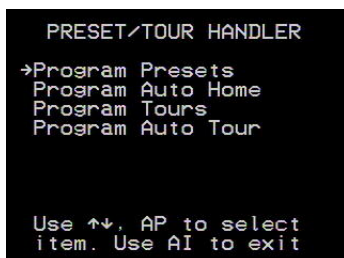 PRESET/TOUR HANDLER
→Program Presets
Program Auto Home
Program Tours
Program Auto Tour
Use ↑↓, AP to select
item. Use AI to exit